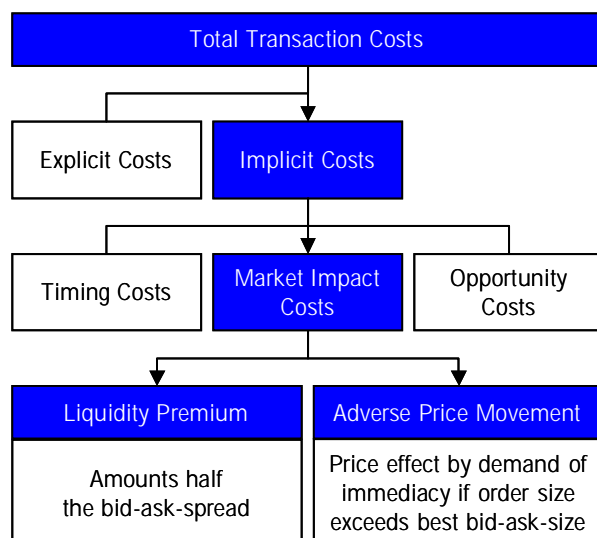 Total Transaction Costs
Explicit Costs
Implicit Costs
Timing Costs
Market Impact
Costs
Opportunity
Costs
Liquidity Premium
Amounts half
the bid-ask-spread
Adverse Price Movement
Price effect by demand of
immediacy if order size
exceeds best bid-ask-size